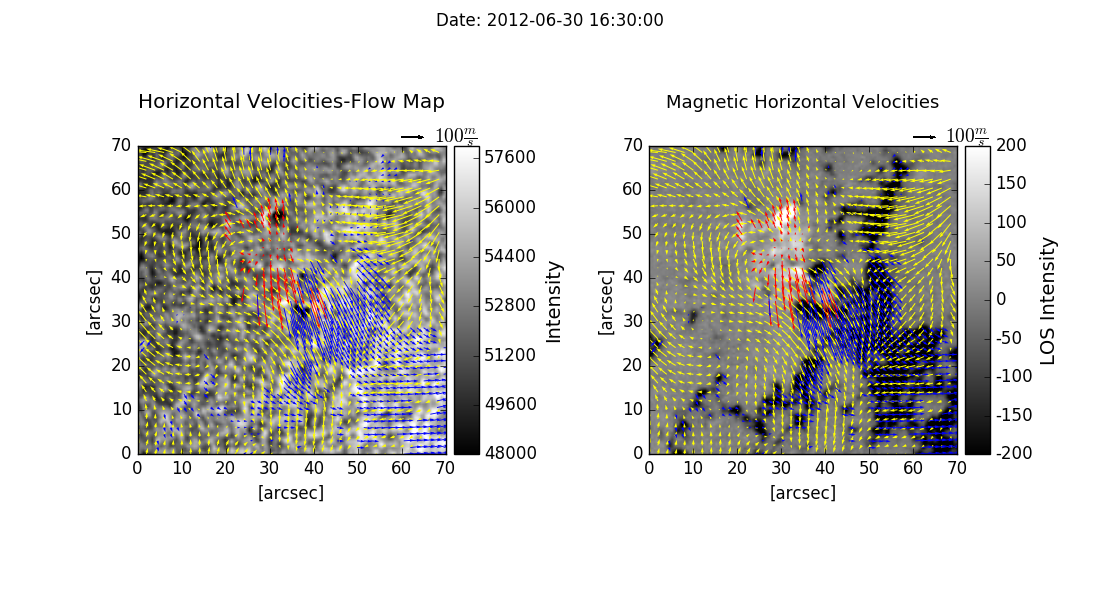 Date: 2012-06-30 16:30:00
Horizontal Velocities-Flow Map
100 m/s
70
60
50
40
30
20
10
0
0 10 20 30 40 50 60 70
[arcsec]
[arcsec]
57600
56000
54400
52800
51200
49600
48000
Intensity
Magnetic Horizontal Velocities
100 m/s
70
60
50
40
30
20
10
0
0 10 20 30 40 50 60 70
[arcsec]
[arcsec]
200
150
100
50
0
-50
-100
-150
-200
LOS Intensity